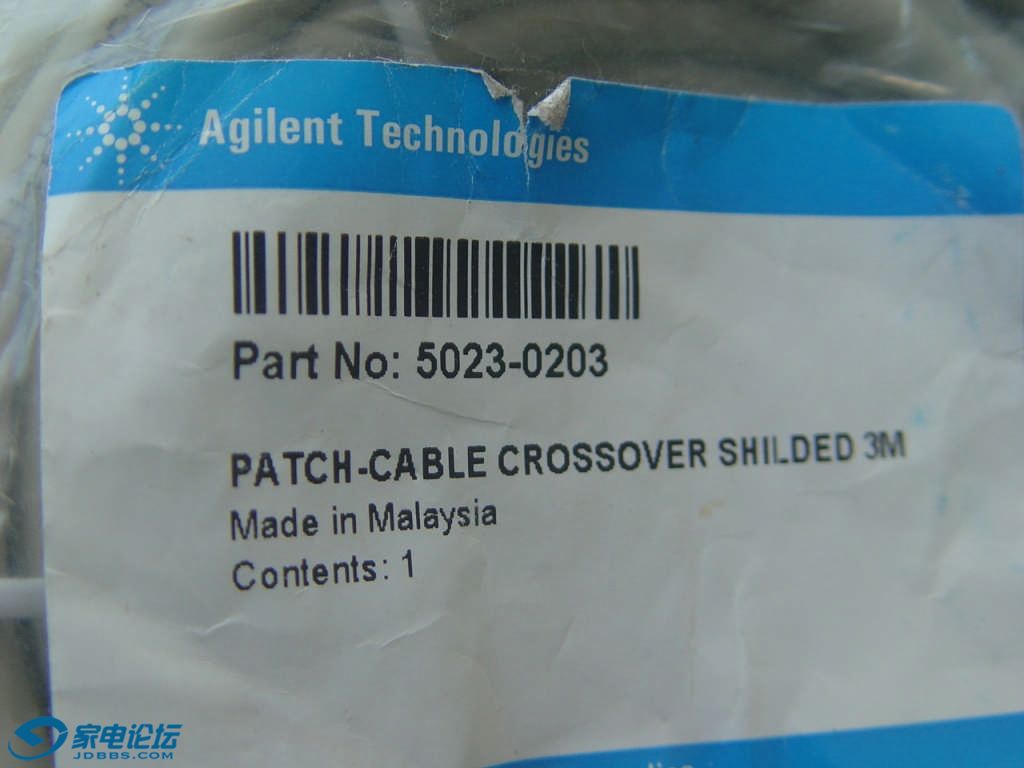 Agilent Technologies
Part No: 5023-0203
PATCH-CABLE CROSSOVER SHILDED 3M
Made in Malaysia
Contents: 1
家电论坛
JDBBS.COM